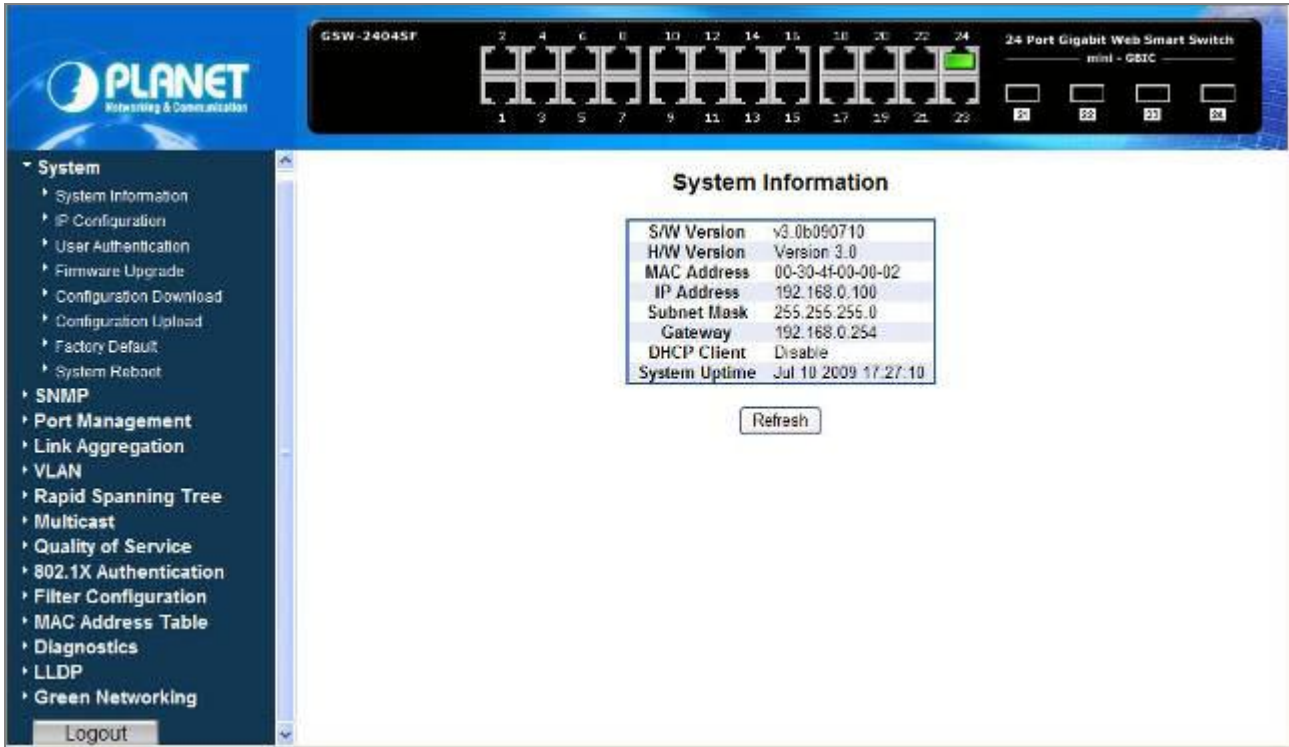 GSW-2404SF
2 4 6 8 10 12 14 16 18 20 22 24
24 Port Gigabit Web Smart Switch
mini - GBIC
1 3 5 7 9 11 13 15 17 19 21 23
21 22 23 24
PLANET
Networking & Communication
System
System Information
IP Configuration
User Authentication
Firmware Upgrade
Configuration Download
Configuration Upload
Factory Default
System Reboot
SNMP
Port Management
Link Aggregation
VLAN
Rapid Spanning Tree
Multicast
Quality of Service
802.1X Authentication
Filter Configuration
MAC Address Table
Diagnostics
LLDP
Green Networking
Logout
System Information
S/W Version v3.0b090710
H/W Version Version 3.0
MAC Address 00-30-4f-00-00-02
IP Address 192.168.0.100
Subnet Mask 255.255.255.0
Gateway 192.168.0.254
DHCP Client Disable
System Uptime Jul 10 2009 17:27:10
Refresh